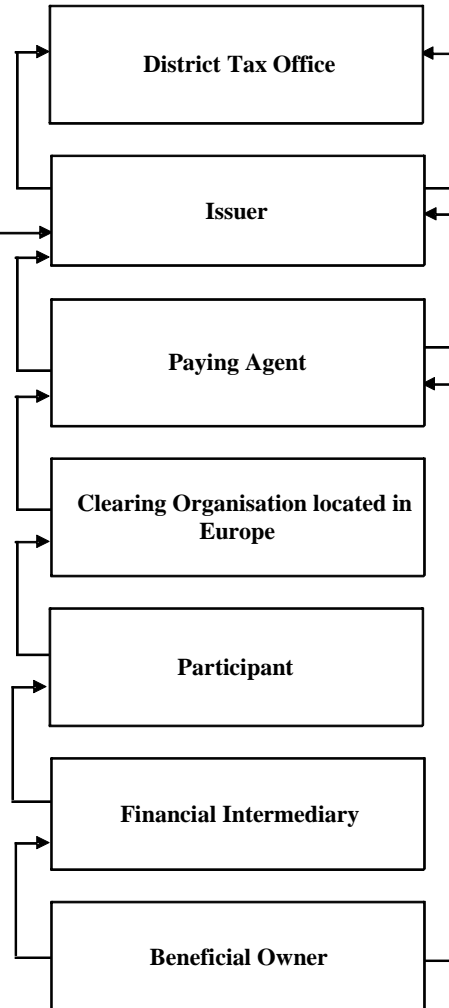 District Tax Office
Issuer
Paying Agent
Clearing Organisation located in
Europe
Participant
Financial Intermediary
Beneficial Owner